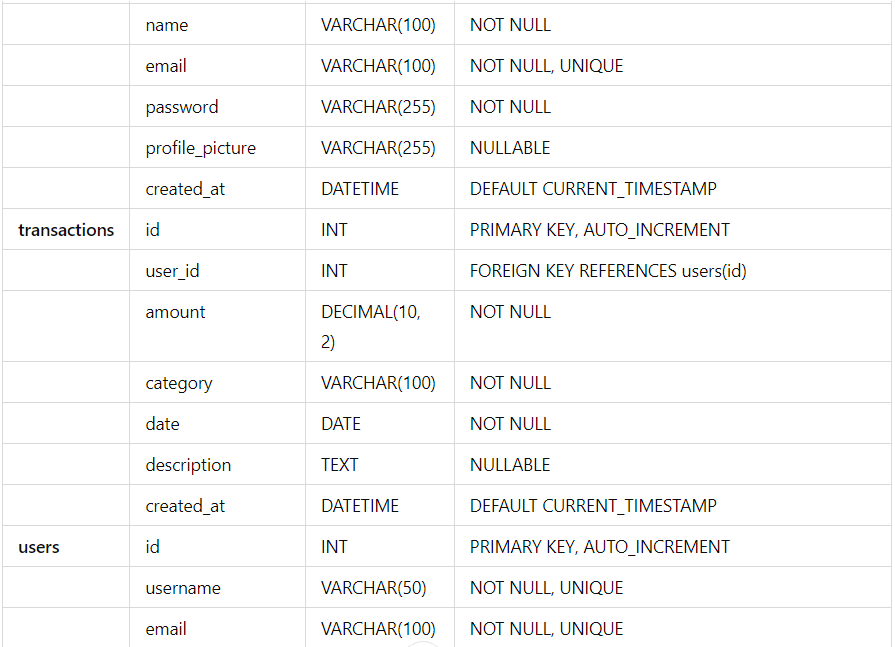 name VARCHAR(100) NOT NULL
email VARCHAR(100) NOT NULL, UNIQUE
password VARCHAR(255) NOT NULL
profile_picture VARCHAR(255) NULLABLE
created_at DATETIME DEFAULT CURRENT_TIMESTAMP
transactions id INT PRIMARY KEY, AUTO_INCREMENT
user_id INT FOREIGN KEY REFERENCES users(id)
amount DECIMAL(10, NOT NULL
2)
category VARCHAR(100) NOT NULL
date DATE NOT NULL
description TEXT NULLABLE
created_at DATETIME DEFAULT CURRENT_TIMESTAMP
users id INT PRIMARY KEY, AUTO_INCREMENT
username VARCHAR(50) NOT NULL, UNIQUE
email VARCHAR(100) NOT NULL, UNIQUE